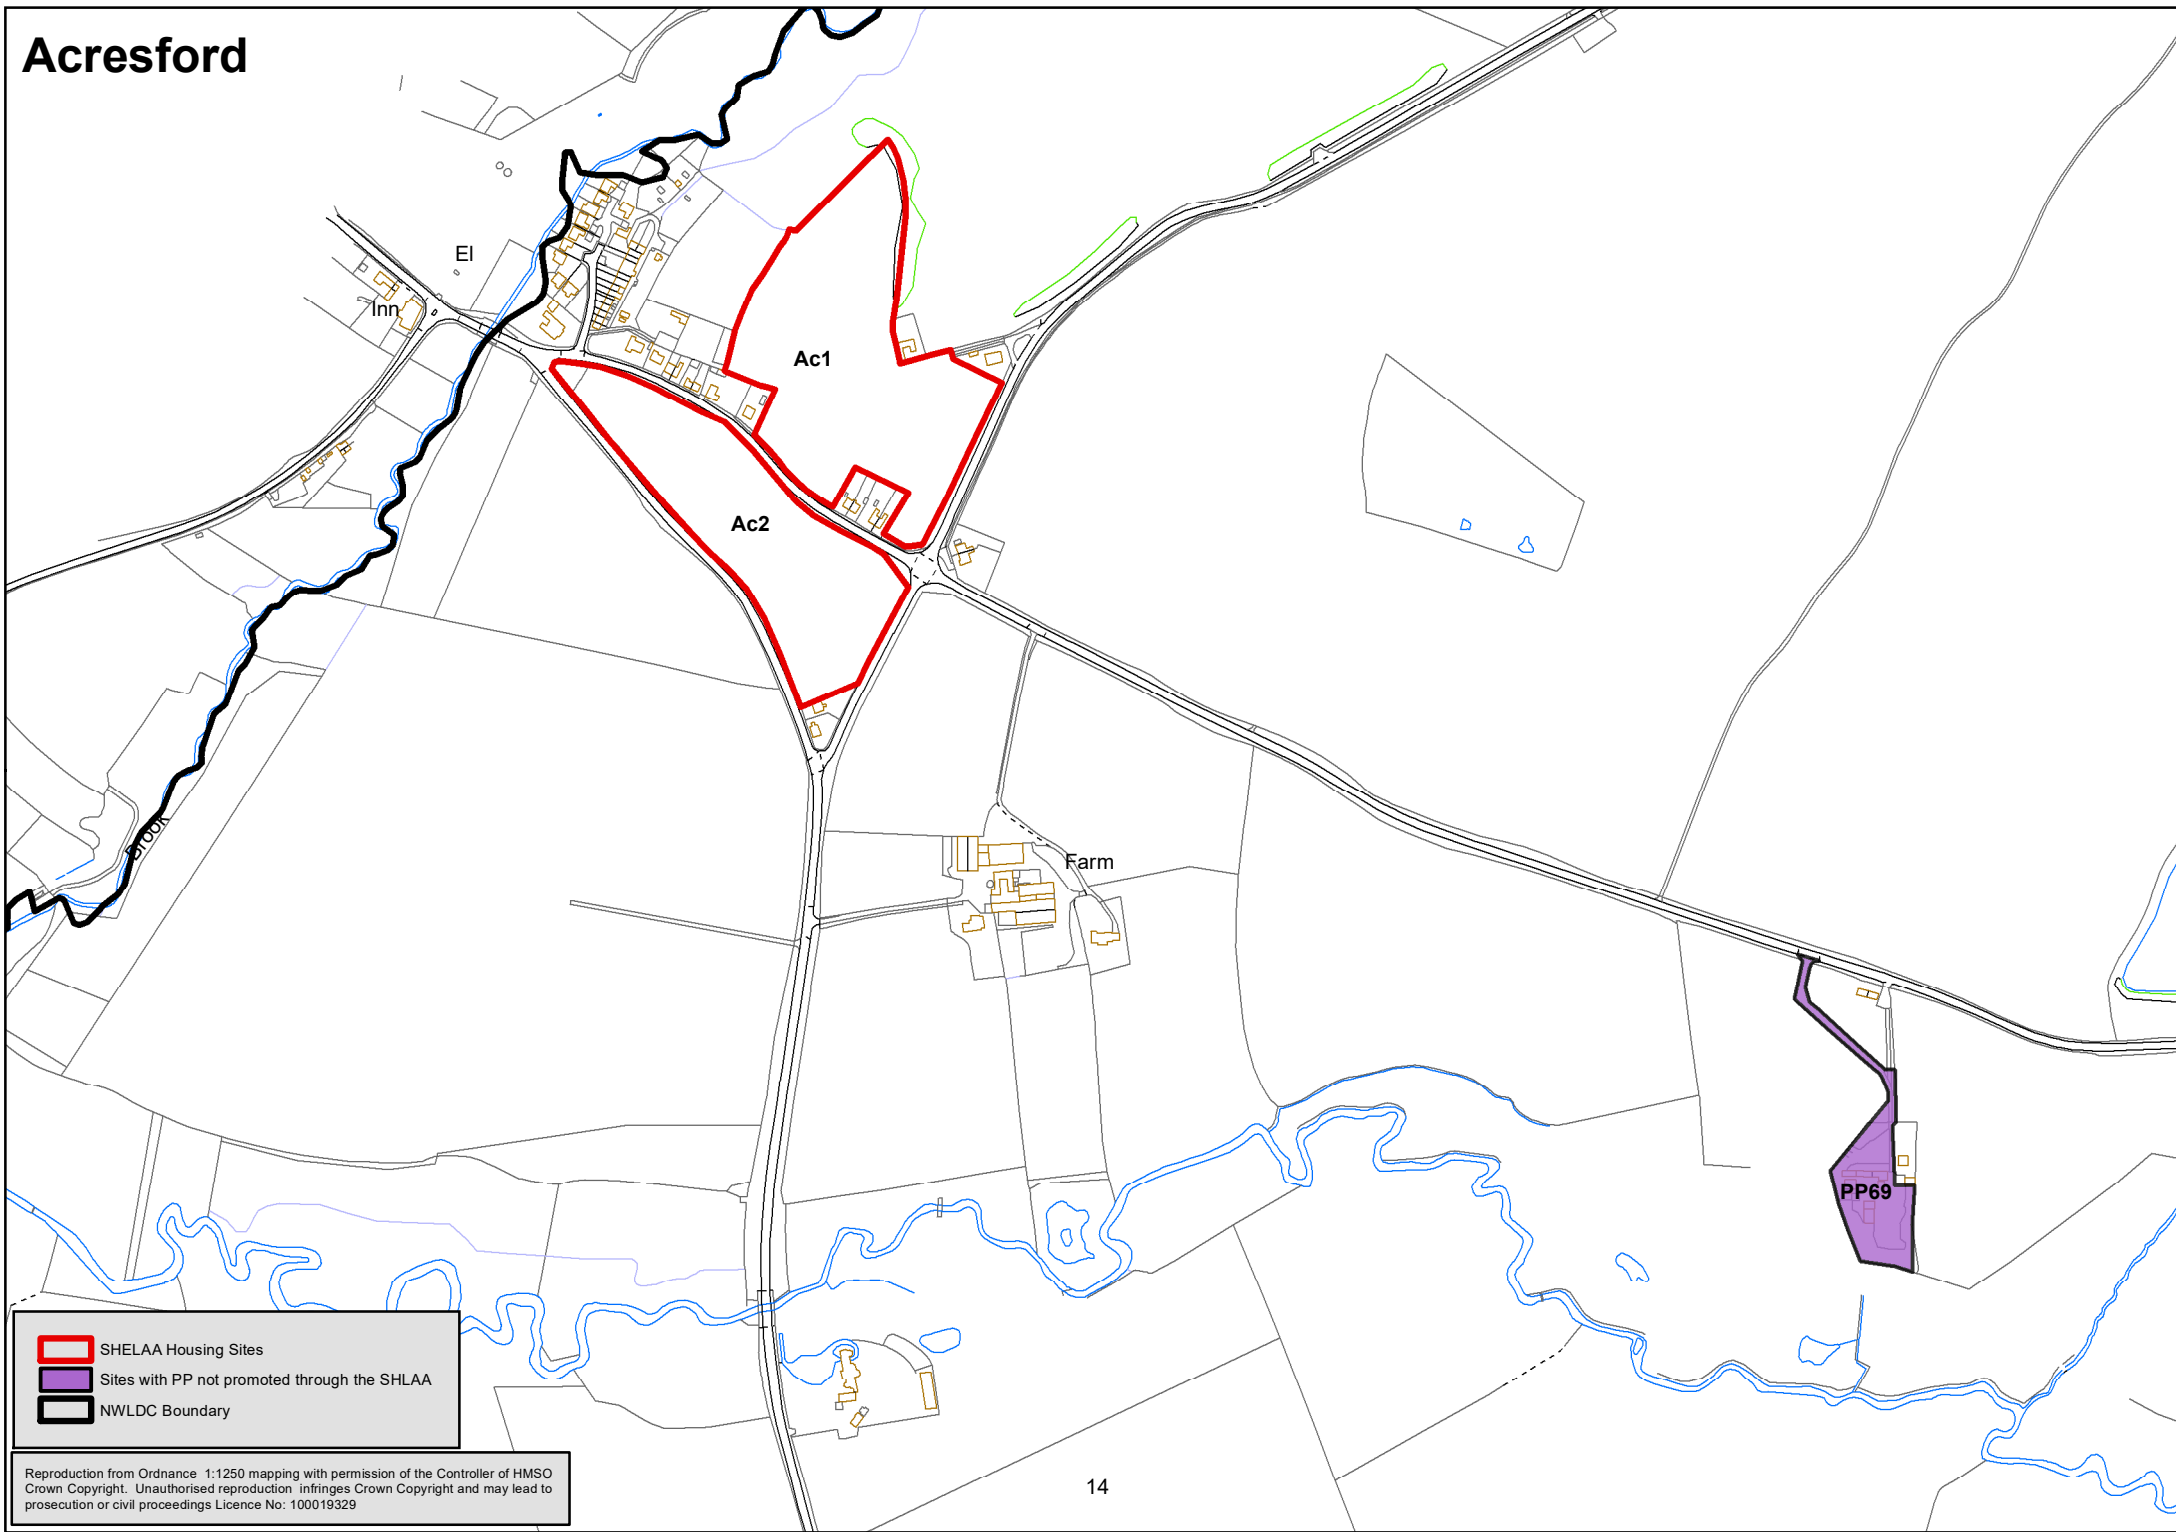 Acresford
El
Inn
Ac1
Ac2
Brook
Farm
PP69
SHELAA Housing Sites
Sites with PP not promoted through the SHLAA
NWLDC Boundary
Reproduction from Ordnance 1:1250 mapping with permission of the Controller of HMSO
Crown Copyright. Unauthorised reproduction infringes Crown Copyright and may lead to
prosecution or civil proceedings Licence No: 100019329
14